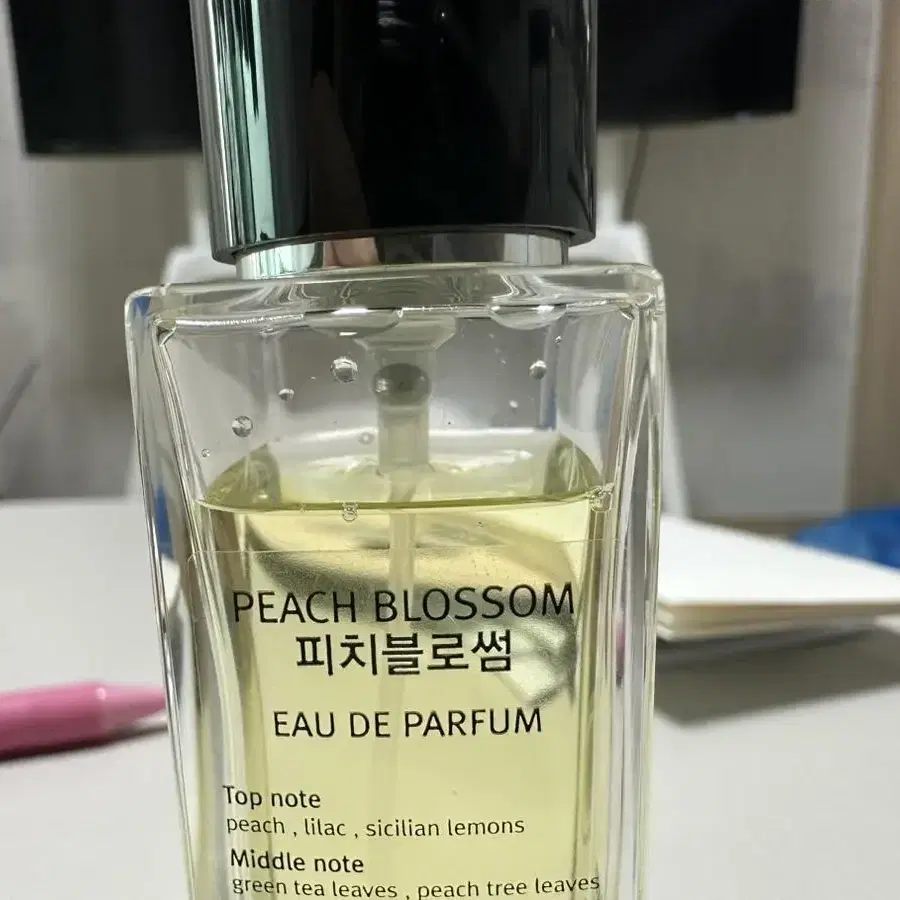 PEACH BLOSSOM
피치블로썸
EAU DE PARFUM
Top note
peach , lilac , sicilian lemons
Middle note
green tea leaves , peach tree leaves